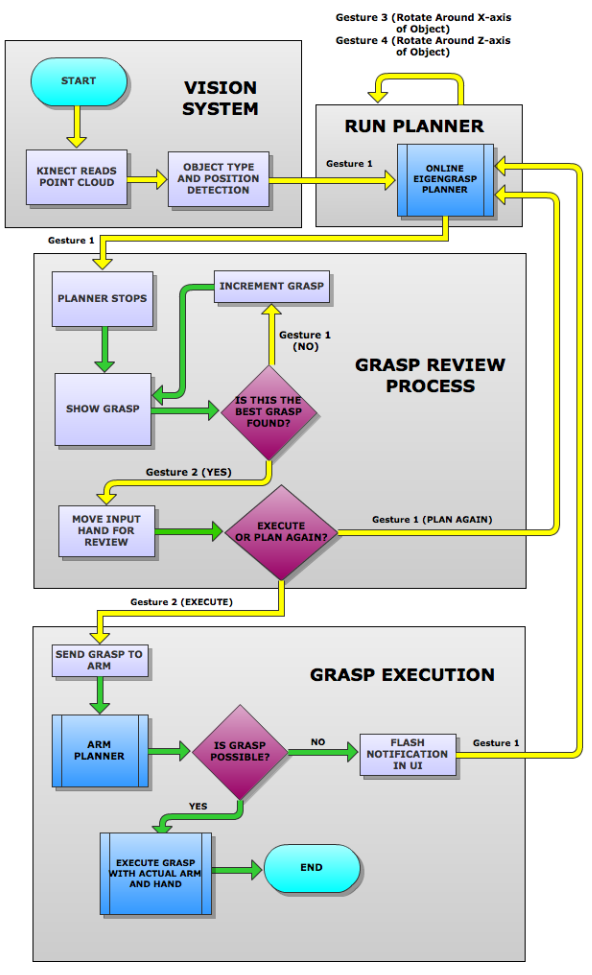 Gesture 3 (Rotate Around X-axis
of Object)
Gesture 4 (Rotate Around Z-axis
of Object)
START
VISION
SYSTEM
KINECT READS
POINT CLOUD
OBJECT TYPE
AND POSITION
DETECTION
Gesture 1
RUN PLANNER
ONLINE
EIGENGRASP
PLANNER
Gesture 1
PLANNER STOPS
INCREMENT GRASP
Gesture 1
(NO)
GRASP REVIEW
PROCESS
SHOW GRASP
IS THIS THE
BEST GRASP
FOUND?
Gesture 2 (YES)
MOVE INPUT
HAND FOR
REVIEW
EXECUTE
OR PLAN AGAIN?
Gesture 1 (PLAN AGAIN)
Gesture 2 (EXECUTE)
SEND GRASP TO
ARM
GRASP EXECUTION
ARM
PLANNER
IS GRASP
POSSIBLE?
NO
FLASH
NOTIFICATION
IN UI
Gesture 1
YES
EXECUTE GRASP
WITH ACTUAL ARM
AND HAND
END